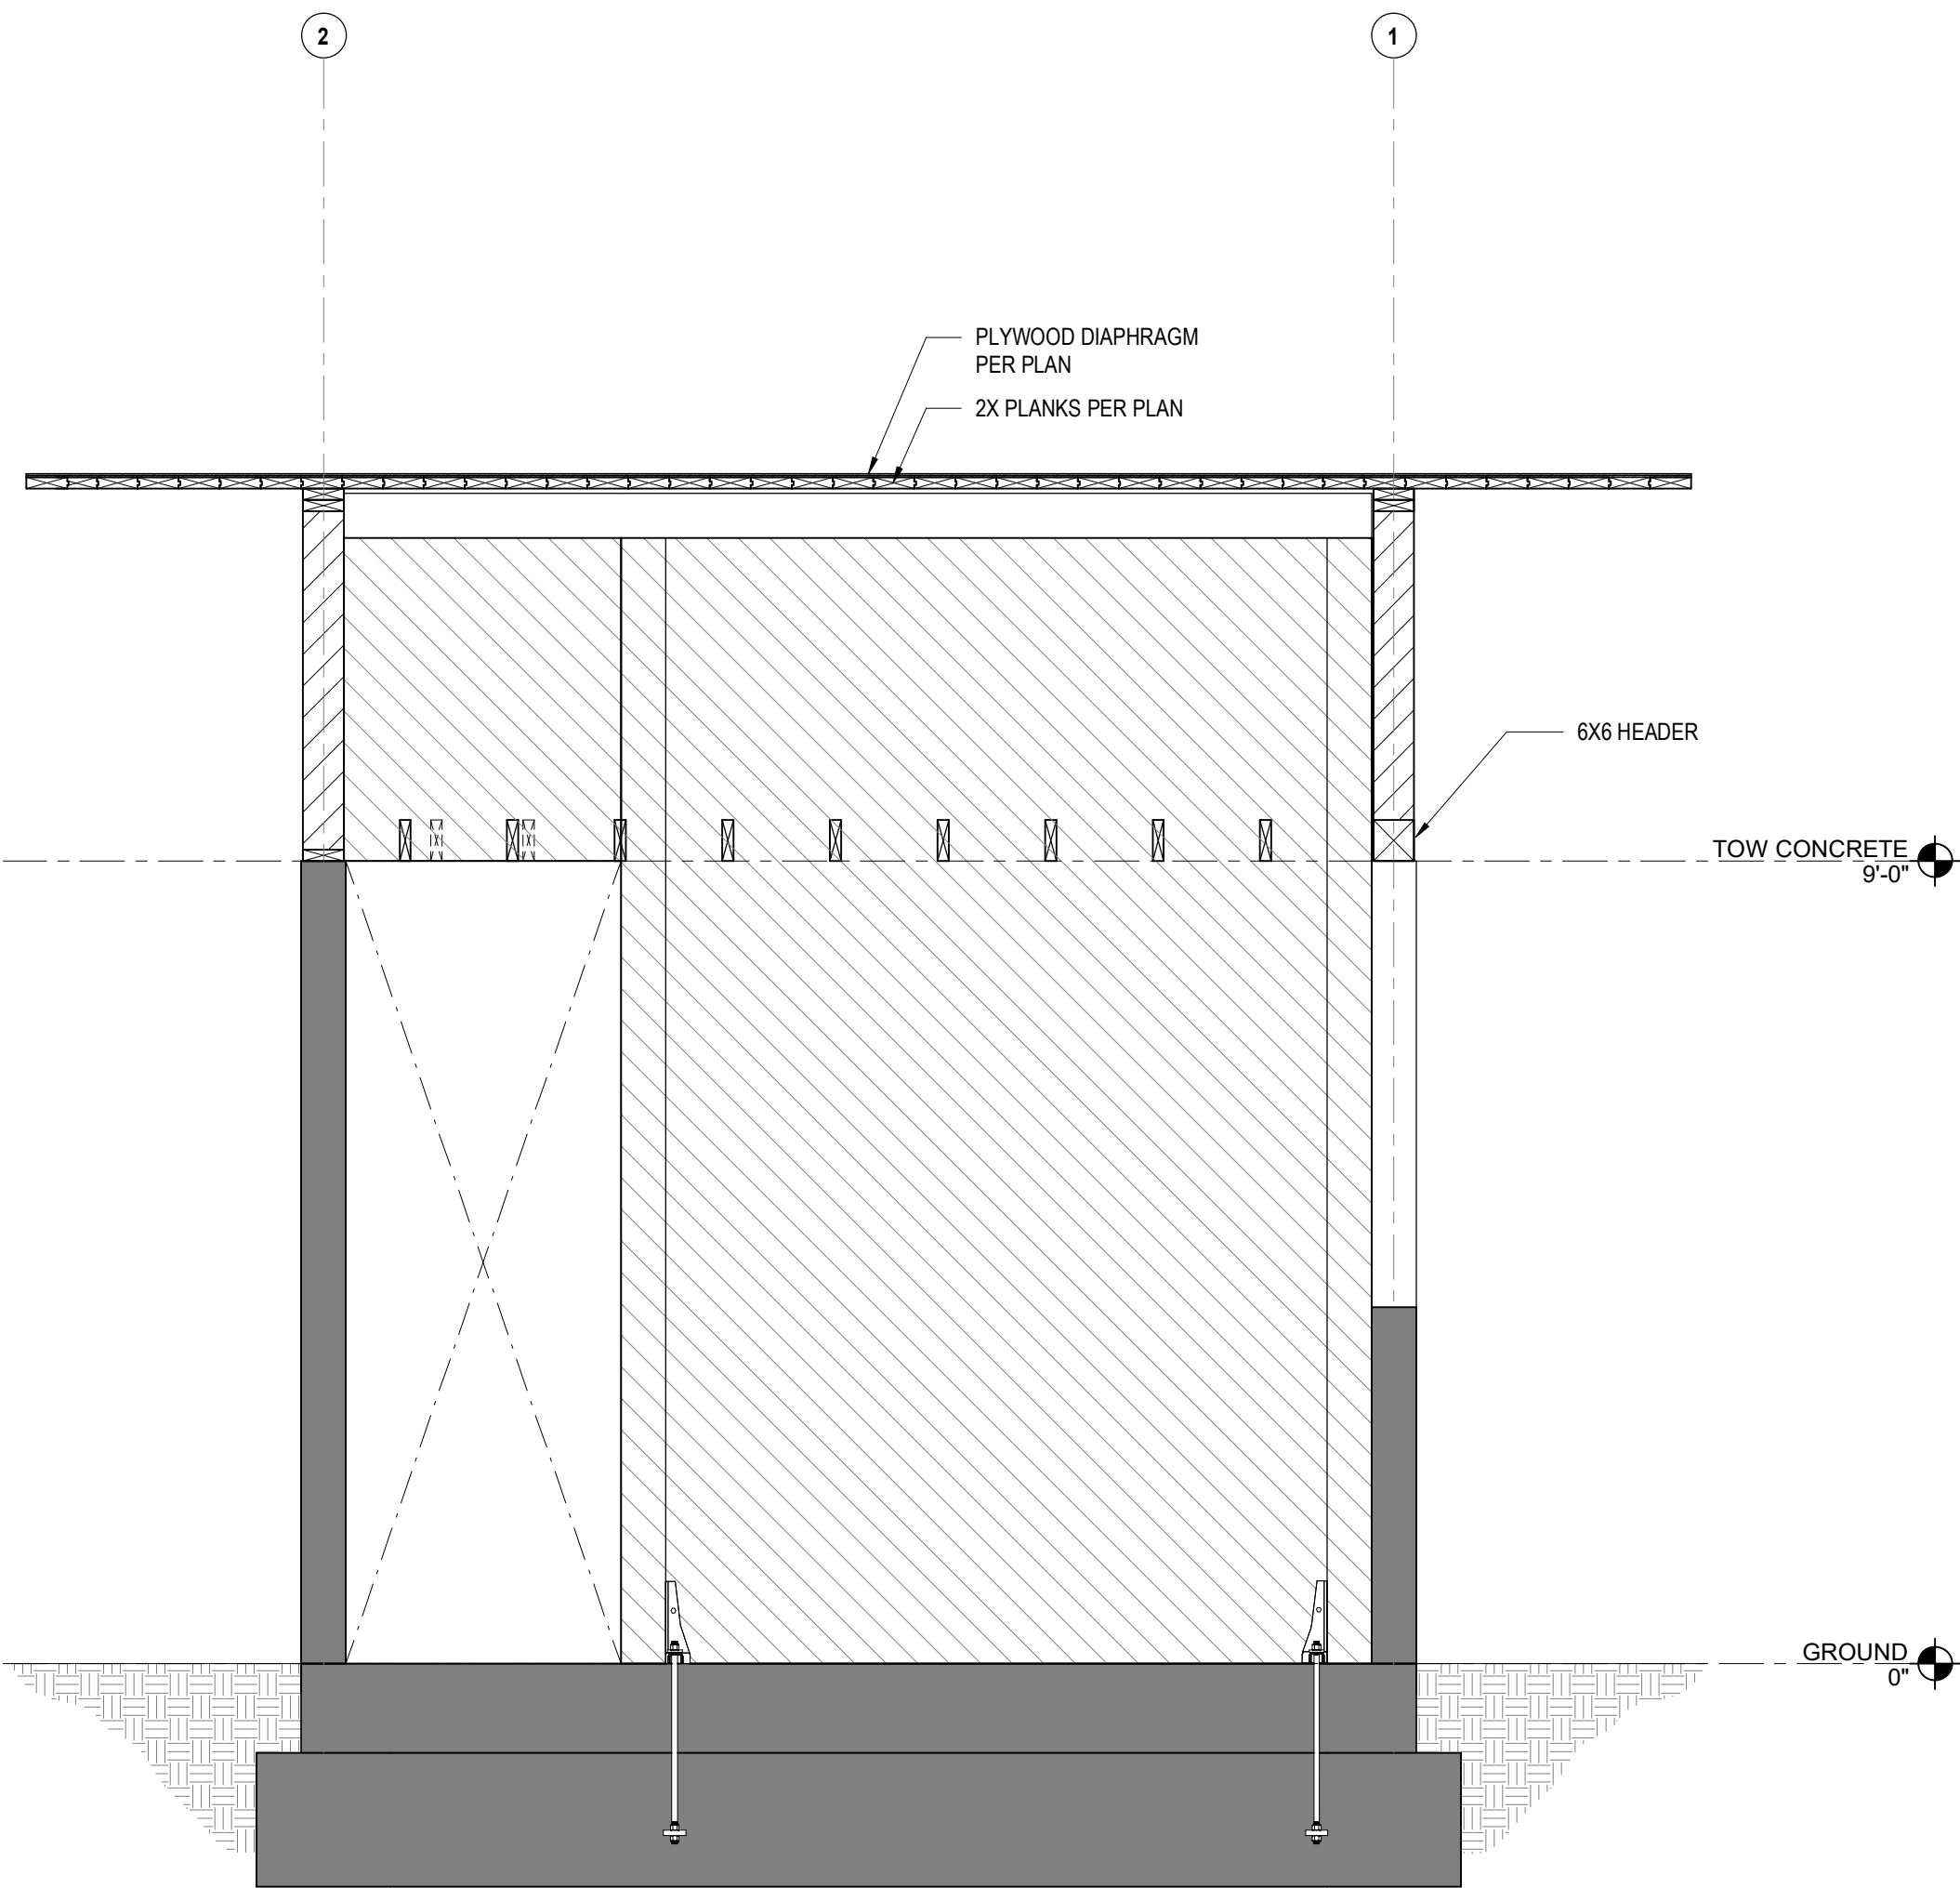 2
1
PLYWOOD DIAPHRAGM
PER PLAN
2X PLANKS PER PLAN
6X6 HEADER
TOW CONCRETE
9'-0"
GROUND
0"